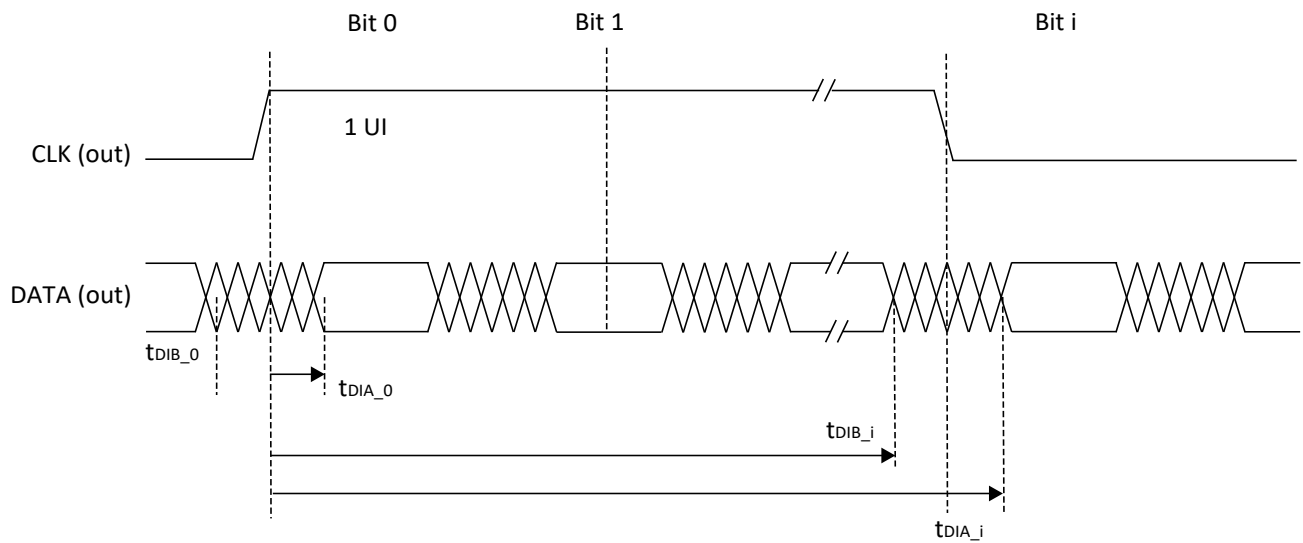 Bit 0
Bit 1
Bit i
1 UI
CLK (out)
DATA (out)
tDIB_0
tDIA_0
tDIB_i
tDIA_i